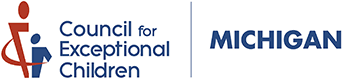 Council for
Exceptional
Children
MICHIGAN